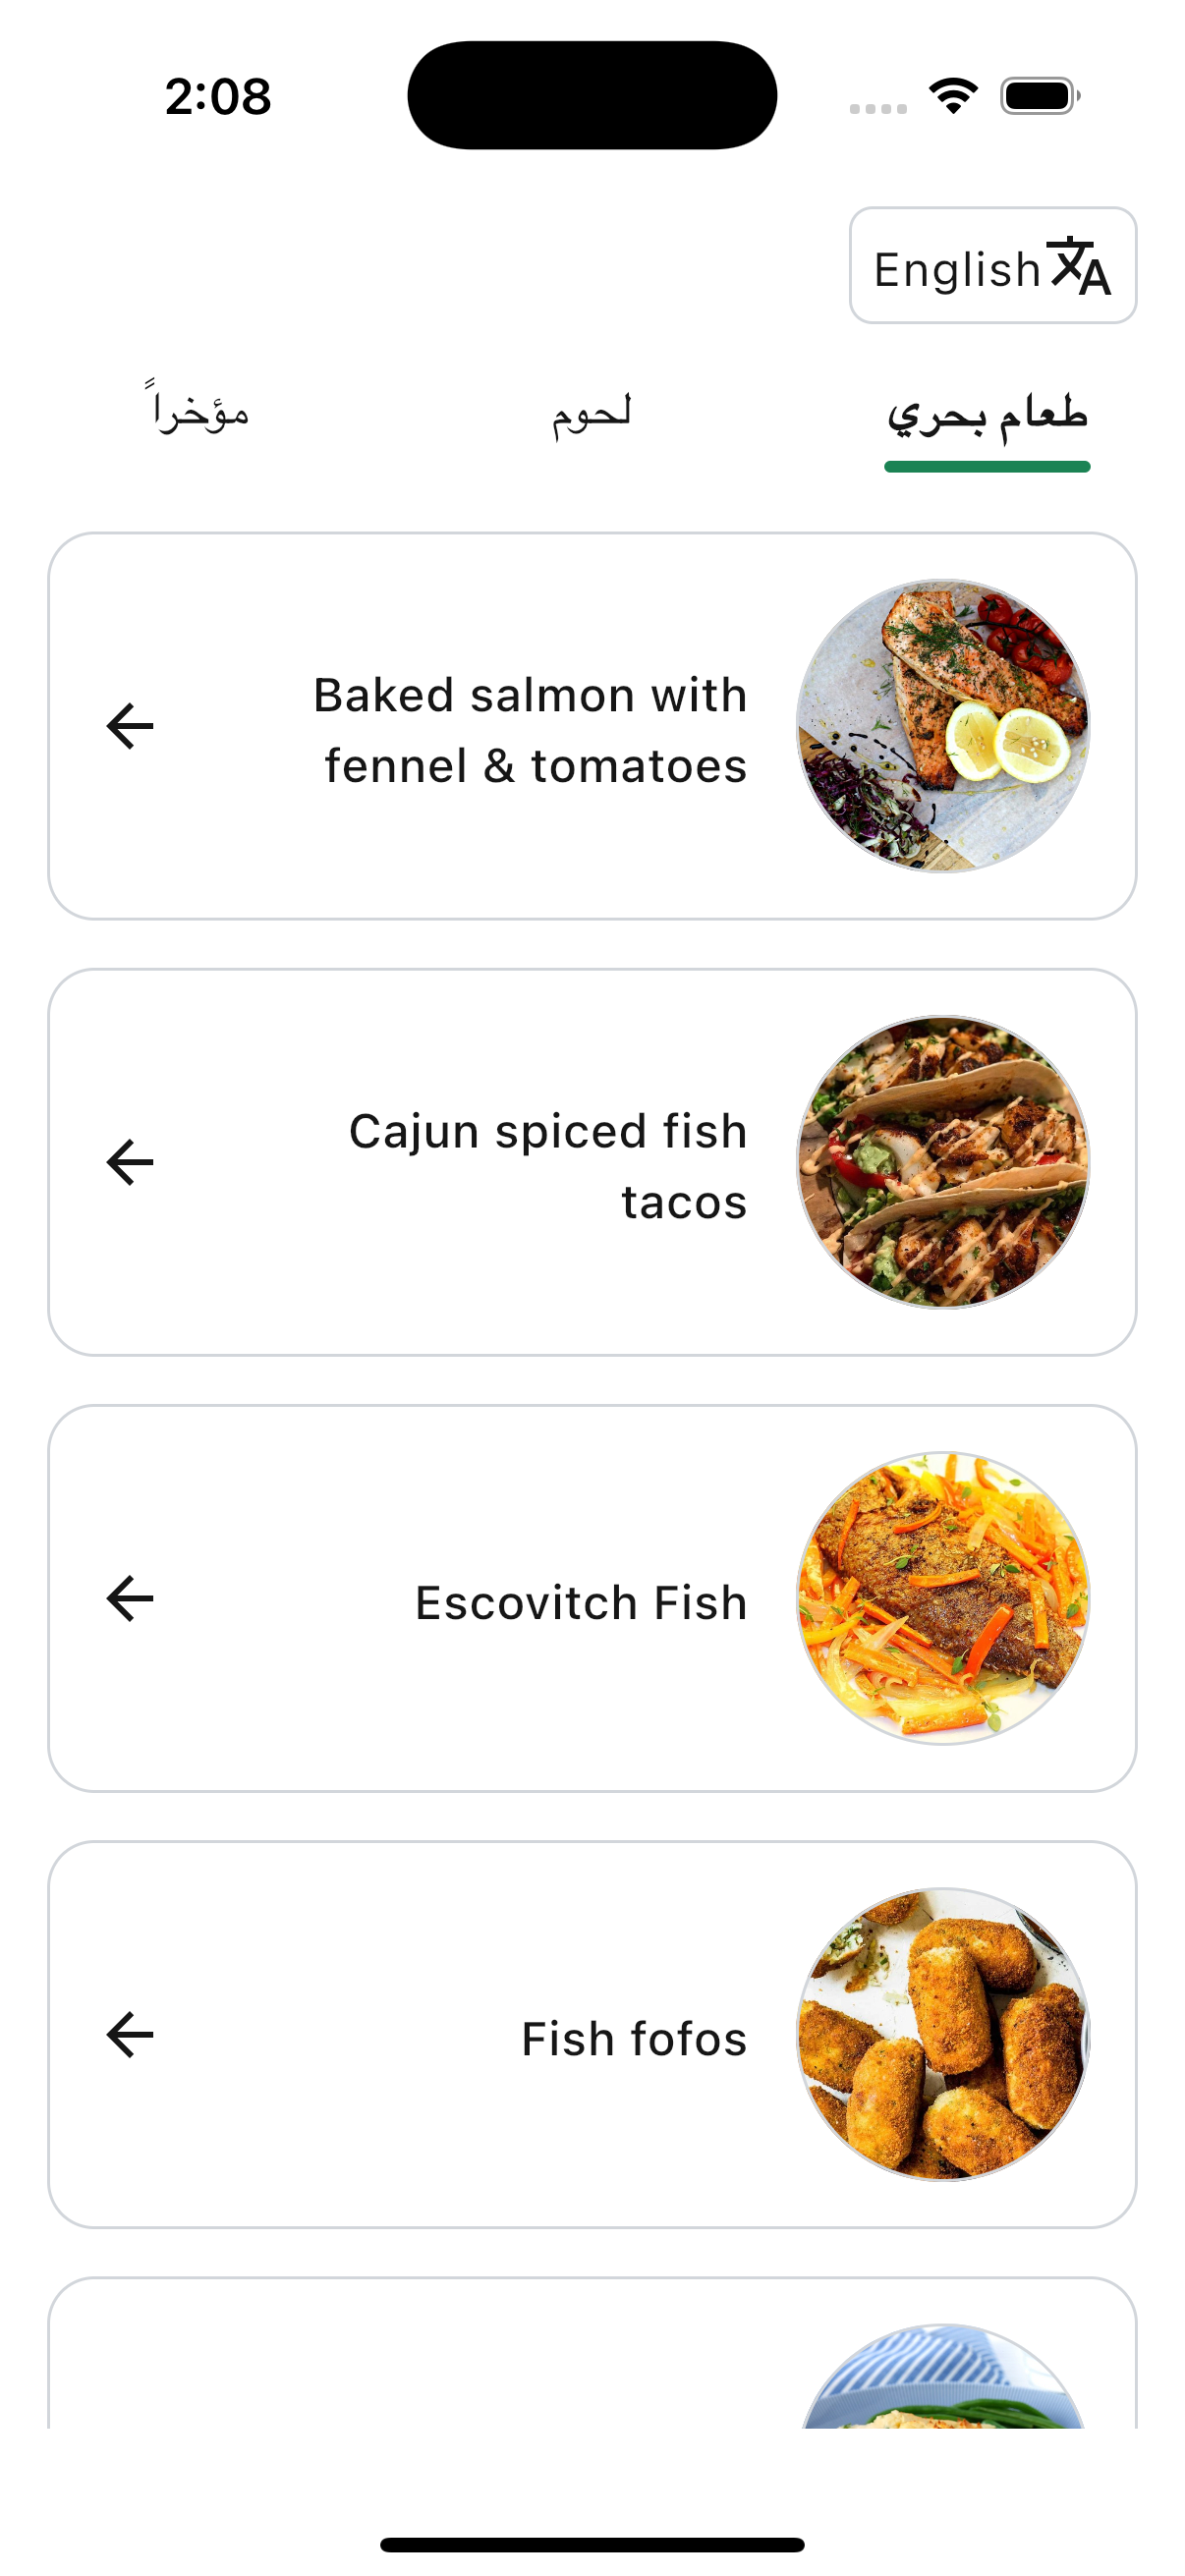 2:08
English
طعام بحري
لحوم
مؤخراً
Baked salmon with
fennel & tomatoes
Cajun spiced fish
tacos
Escovitch Fish
Fish fofos